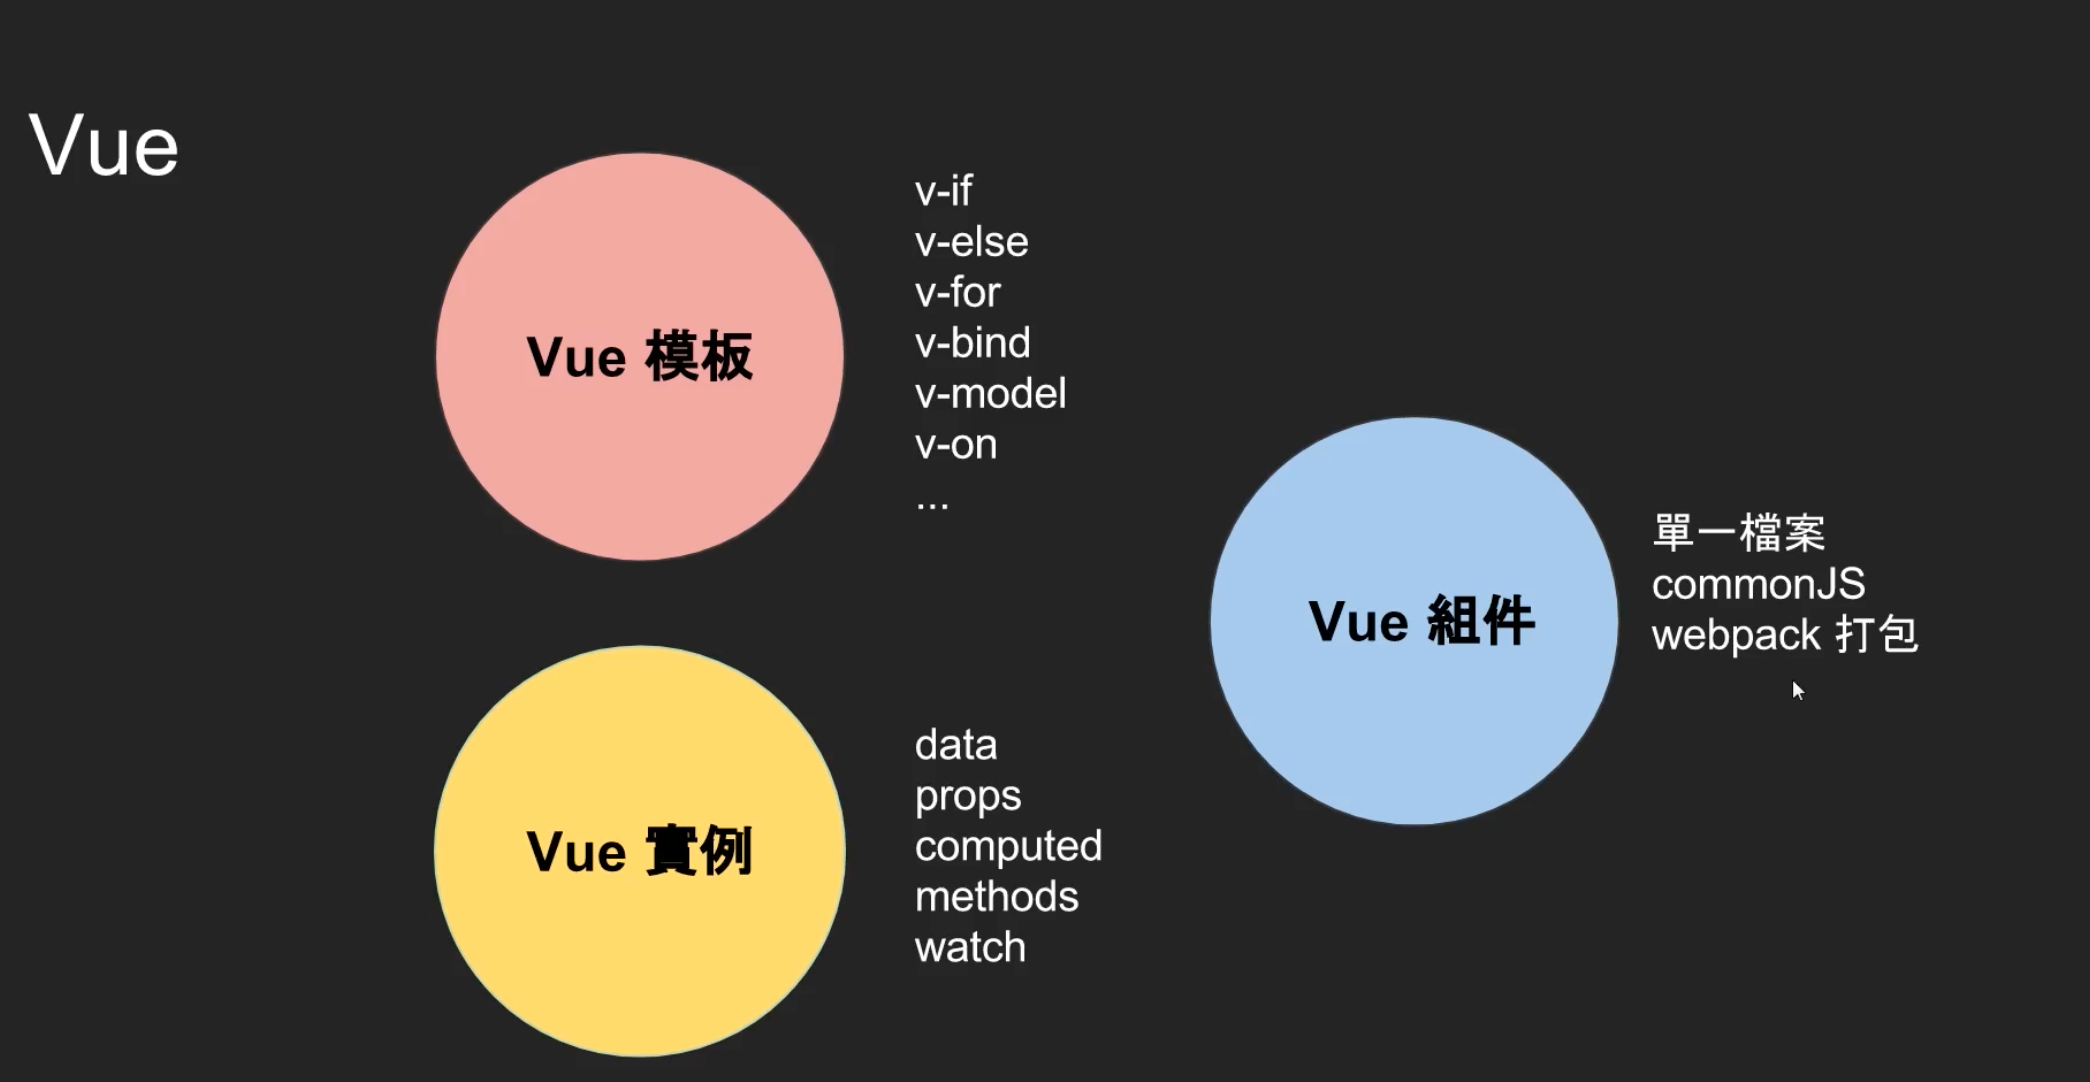 Vue
Vue 模板
v-if
v-else
v-for
v-bind
v-model
v-on
...
Vue 實例
data
props
computed
methods
watch
Vue 組件
單一檔案
commonJS
webpack 打包